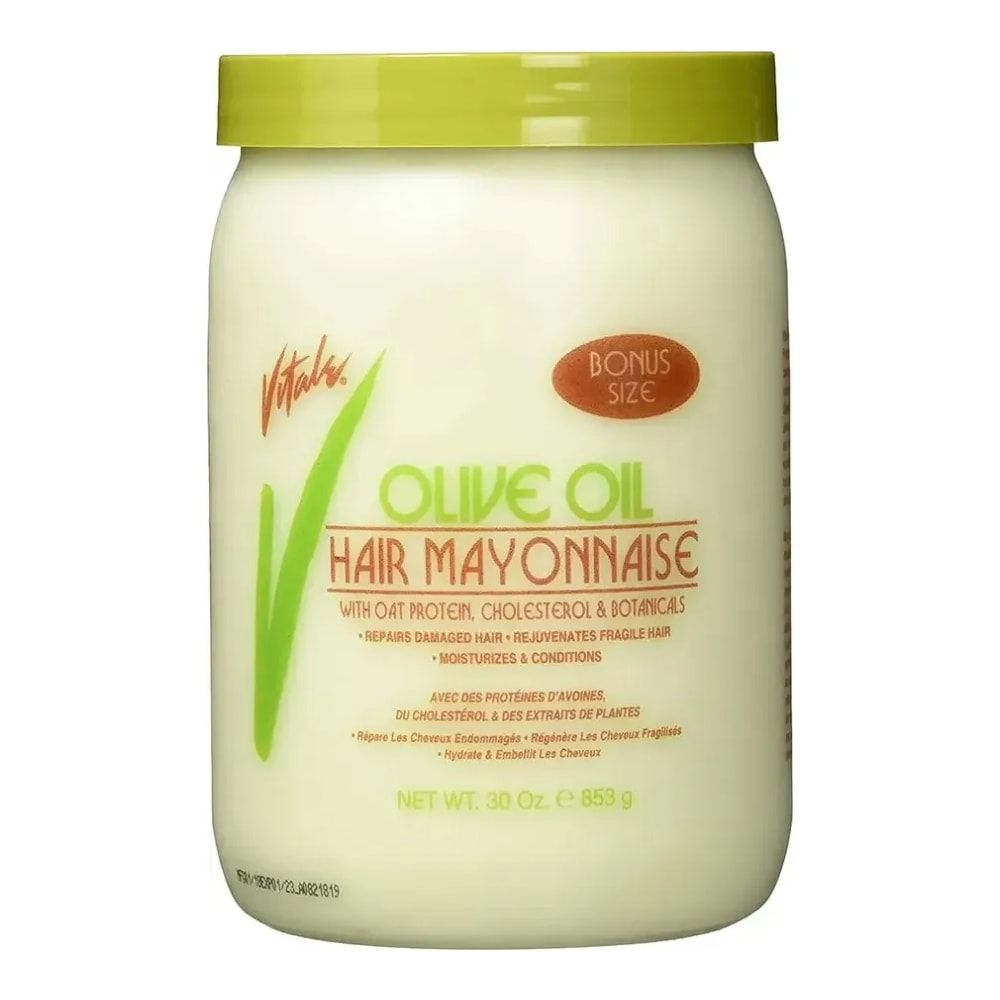 Vitale®
BONUS
SIZE
OLIVE OIL
HAIR MAYONNAISE
WITH OAT PROTEIN, CHOLESTEROL & BOTANICALS
• REPAIRS DAMAGED HAIR • REJUVENATES FRAGILE HAIR
• MOISTURIZES & CONDITIONS
AVEC DES PROTÉINES D'AVOINES,
DU CHOLESTÉROL & DES EXTRAITS DE PLANTES
• Répare Les Cheveux Endommagés • Régénère Les Cheveux Fragilisés
• Hydrate & Embellit Les Cheveux
NET WT. 30 Oz. ℮ 853 g